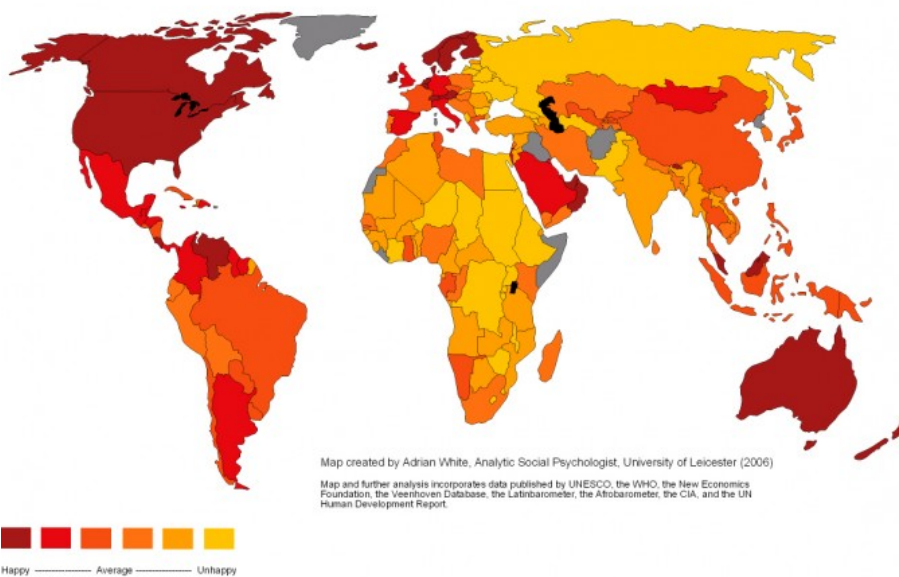 Map created by Adrian White, Analytic Social Psychologist, University of Leicester (2006)
Map and further analysis incorporates data published by UNESCO, the WHO, the New Economics
Foundation, the Veenhoven Database, the Latinbarometer, the Afrobarometer, the CIA, and the UN
Human Development Report.
Happy ----------------- Average ----------------- Unhappy